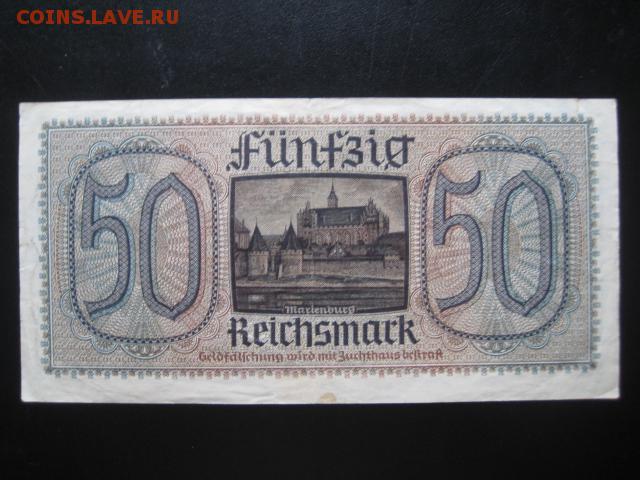 COINS.LAVE.RU
Fünfzig
50 50
Marienburg
Reichsmark
Geldfälschung wird mit Zuchthaus bestraft